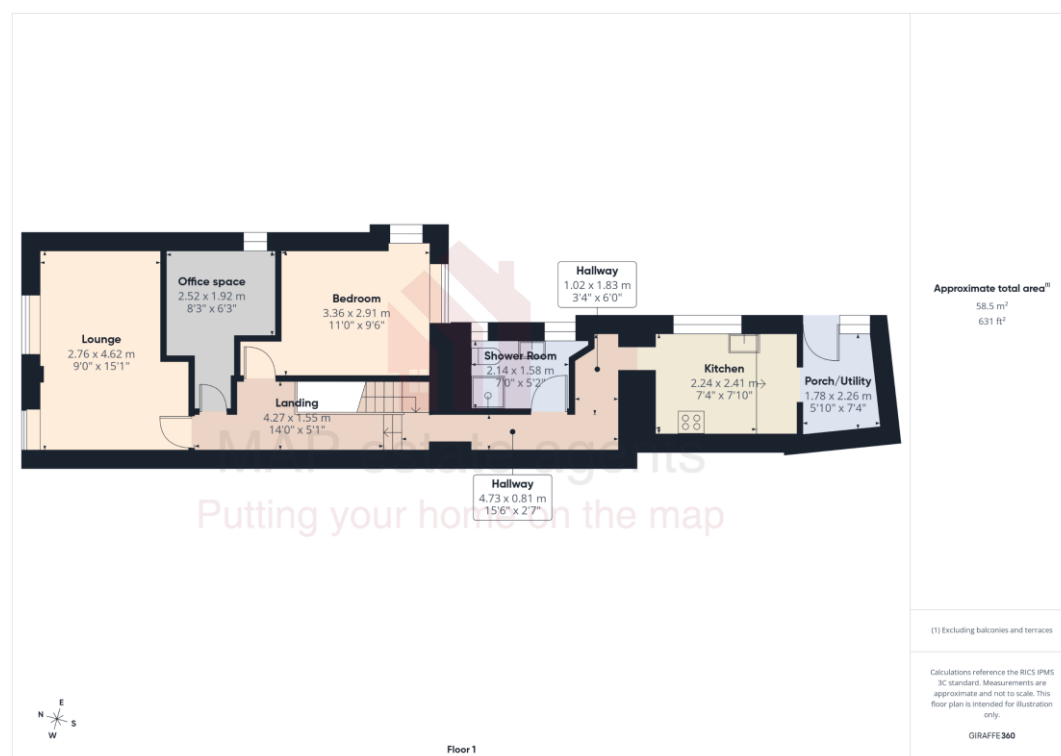 Lounge
2.76 x 4.62 m
9'0" x 15'1"
Office space
2.52 x 1.92 m
8'3" x 6'3"
Bedroom
3.36 x 2.91 m
11'0" x 9'6"
Landing
4.27 x 1.55 m
14'0" x 5'1"
Shower Room
2.14 x 1.58 m
7'0" x 5'2"
Hallway
1.02 x 1.83 m
3'4" x 6'0"
Hallway
4.73 x 0.81 m
15'6" x 2'7"
Kitchen
2.24 x 2.41 m
7'4" x 7'10"
Porch/Utility
1.78 x 2.26 m
5'10" x 7'4"
MAP estate agents
Putting your home on the map
N E S W
Floor 1
Approximate total area(1)
58.5 m²
631 ft²
(1) Excluding balconies and terraces
Calculations reference the RICS IPMS
3C standard. Measurements are
approximate and not to scale. This
floor plan is intended for illustration
only.
GIRAFFE360